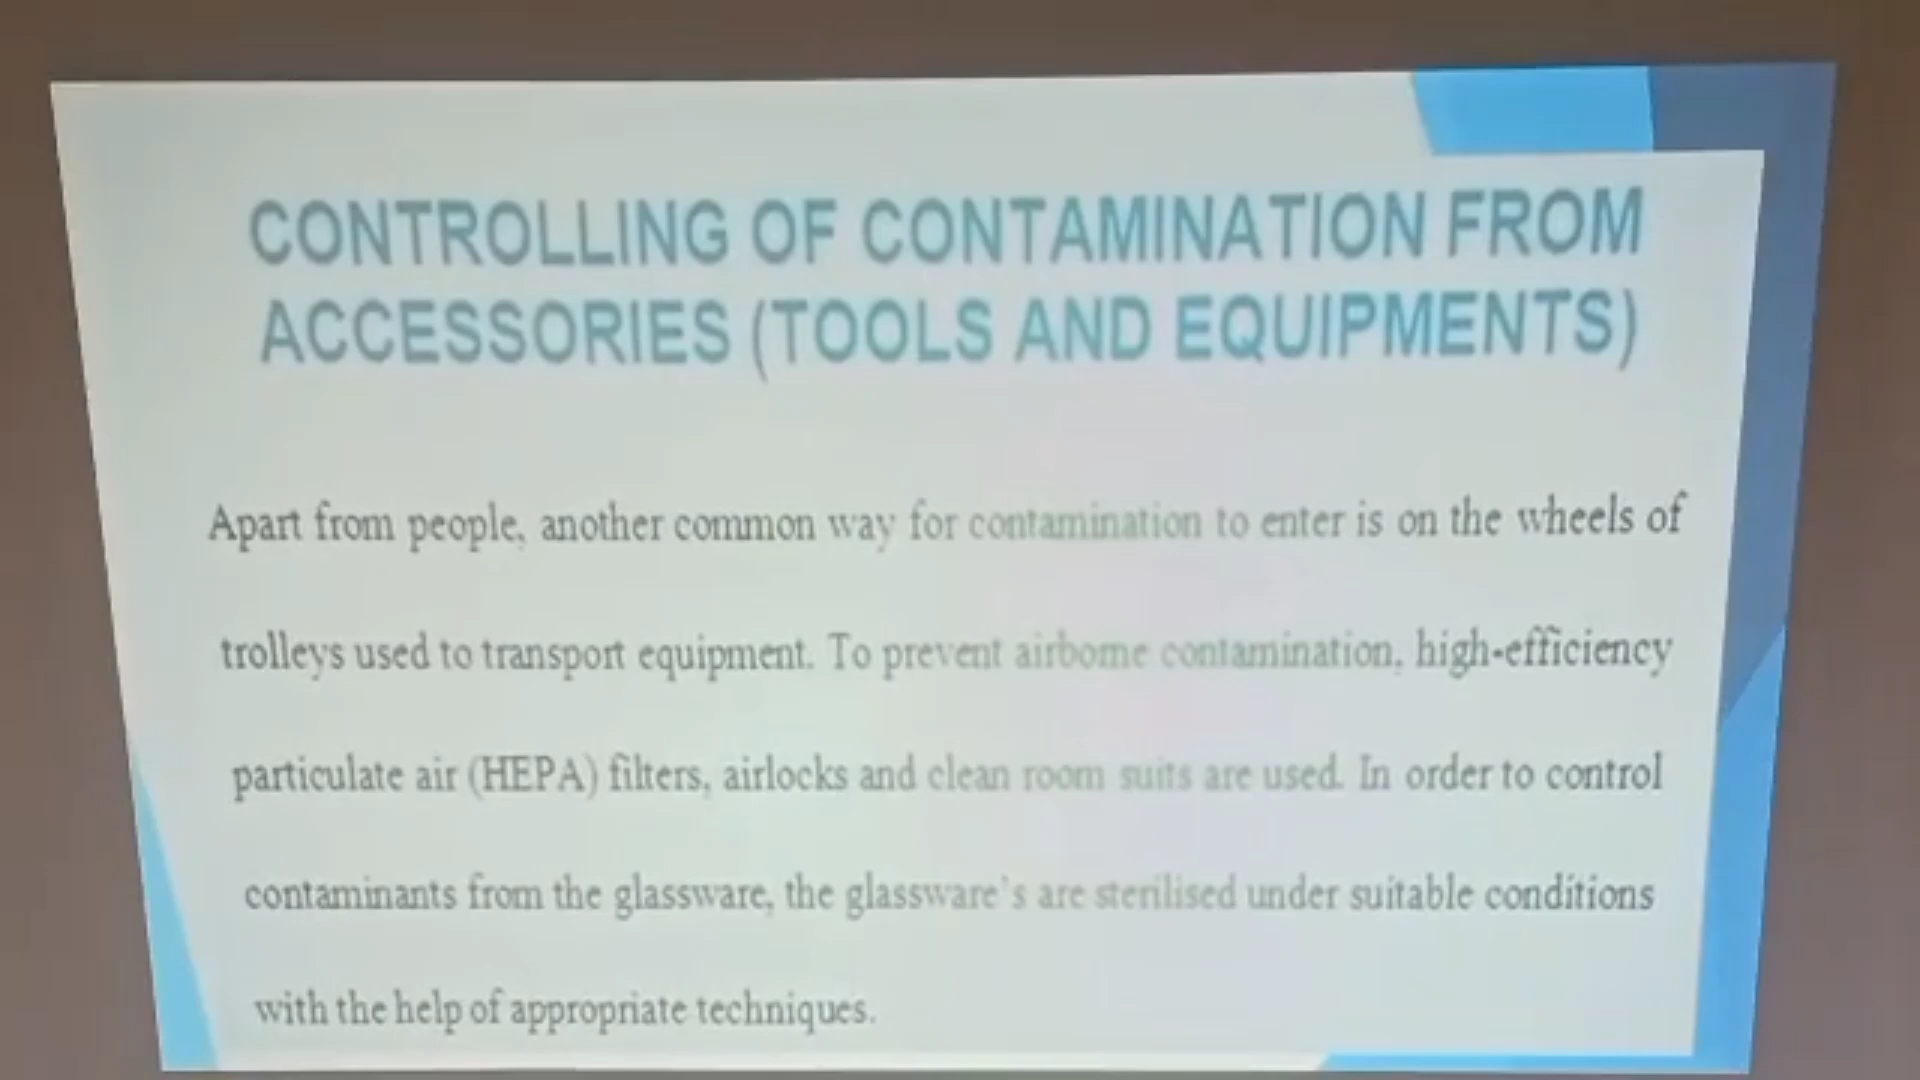 CONTROLLING OF CONTAMINATION FROM
ACCESSORIES (TOOLS AND EQUIPMENTS)
Apart from people, another common way for contamination to enter is on the wheels of
trolleys used to transport equipment. To prevent airborne contamination, high-efficiency
particulate air (HEPA) filters, airlocks and clean room suits are used. In order to control
contaminants from the glassware, the glassware's are sterilised under suitable conditions
with the help of appropriate techniques.